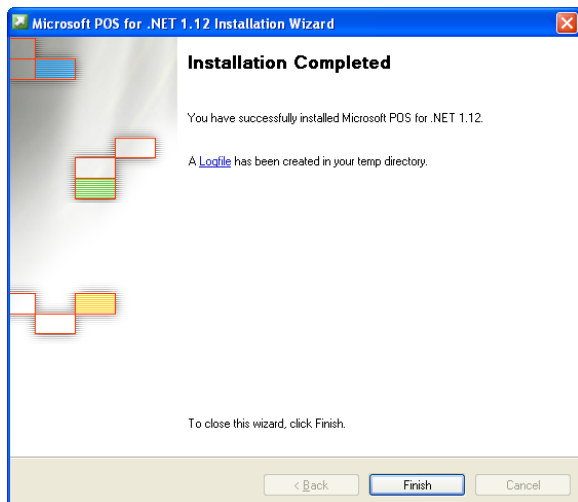 Microsoft POS for .NET 1.12 Installation Wizard
Installation Completed
You have successfully installed Microsoft POS for .NET 1.12.
A Logfile has been created in your temp directory.
To close this wizard, click Finish.
< Back Finish Cancel